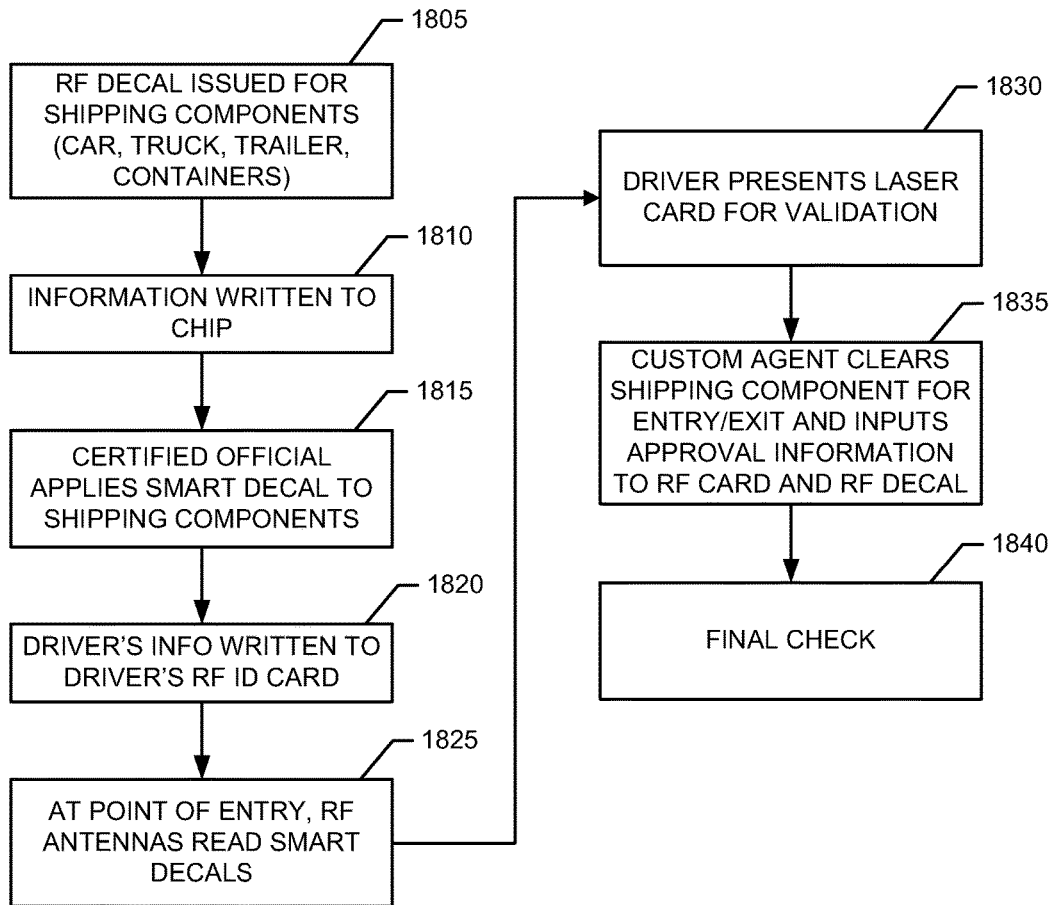 1805
RF DECAL ISSUED FOR
SHIPPING COMPONENTS
(CAR, TRUCK, TRAILER,
CONTAINERS)
1810
INFORMATION WRITTEN TO
CHIP
1815
CERTIFIED OFFICIAL
APPLIES SMART DECAL TO
SHIPPING COMPONENTS
1820
DRIVER'S INFO WRITTEN TO
DRIVER'S RF ID CARD
1825
AT POINT OF ENTRY, RF
ANTENNAS READ SMART
DECALS
1830
DRIVER PRESENTS LASER
CARD FOR VALIDATION
1835
CUSTOM AGENT CLEARS
SHIPPING COMPONENT FOR
ENTRY/EXIT AND INPUTS
APPROVAL INFORMATION
TO RF CARD AND RF DECAL
1840
FINAL CHECK